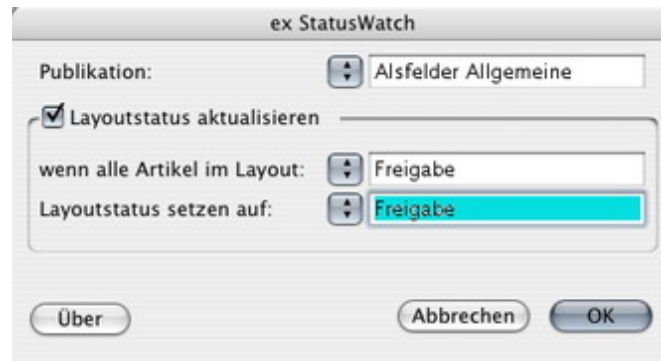 ex StatusWatch
Publikation: Alsfelder Allgemeine
Layoutstatus aktualisieren
wenn alle Artikel im Layout: Freigabe
Layoutstatus setzen auf: Freigabe
Über Abbrechen OK